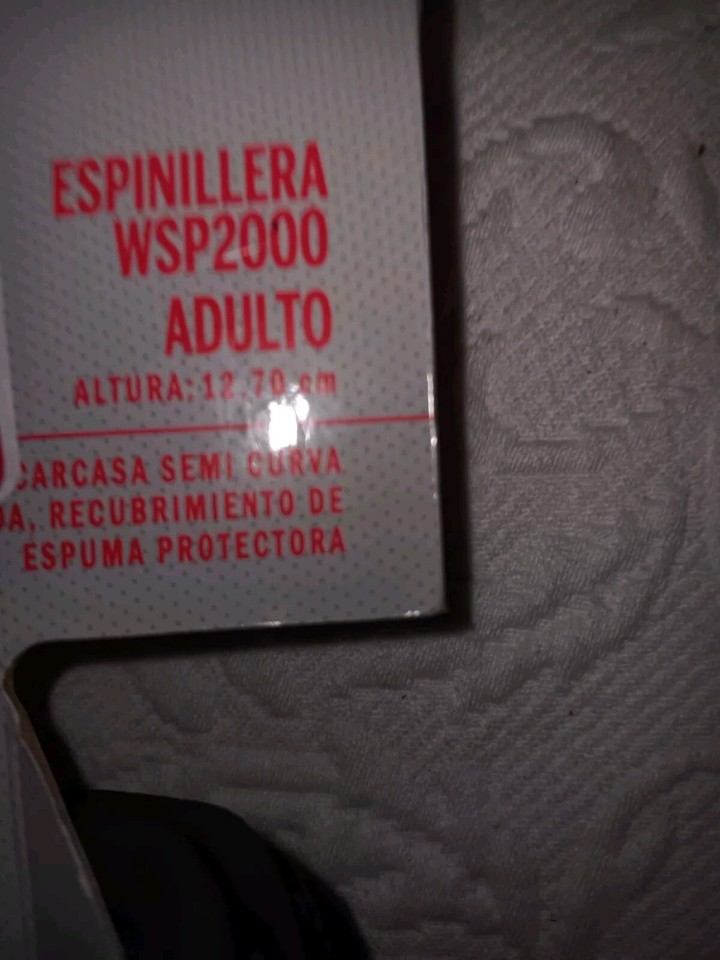 ESPINILLERA
WSP2000
ADULTO
ALTURA: 12.70 cm
CARCASA SEMI CURVA
RECUBRIMIENTO DE
ESPUMA PROTECTORA